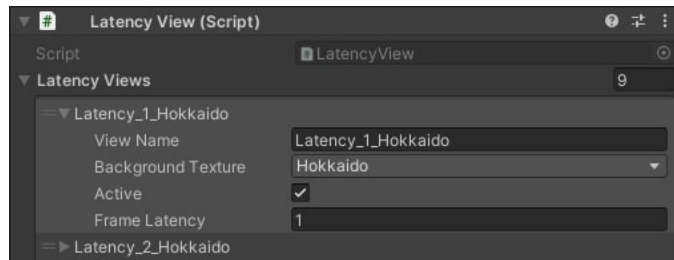 # Latency View (Script)
Script LatencyView
Latency Views 9
Latency_1_Hokkaido
View Name Latency_1_Hokkaido
Background Texture Hokkaido
Active
Frame Latency 1
Latency_2_Hokkaido